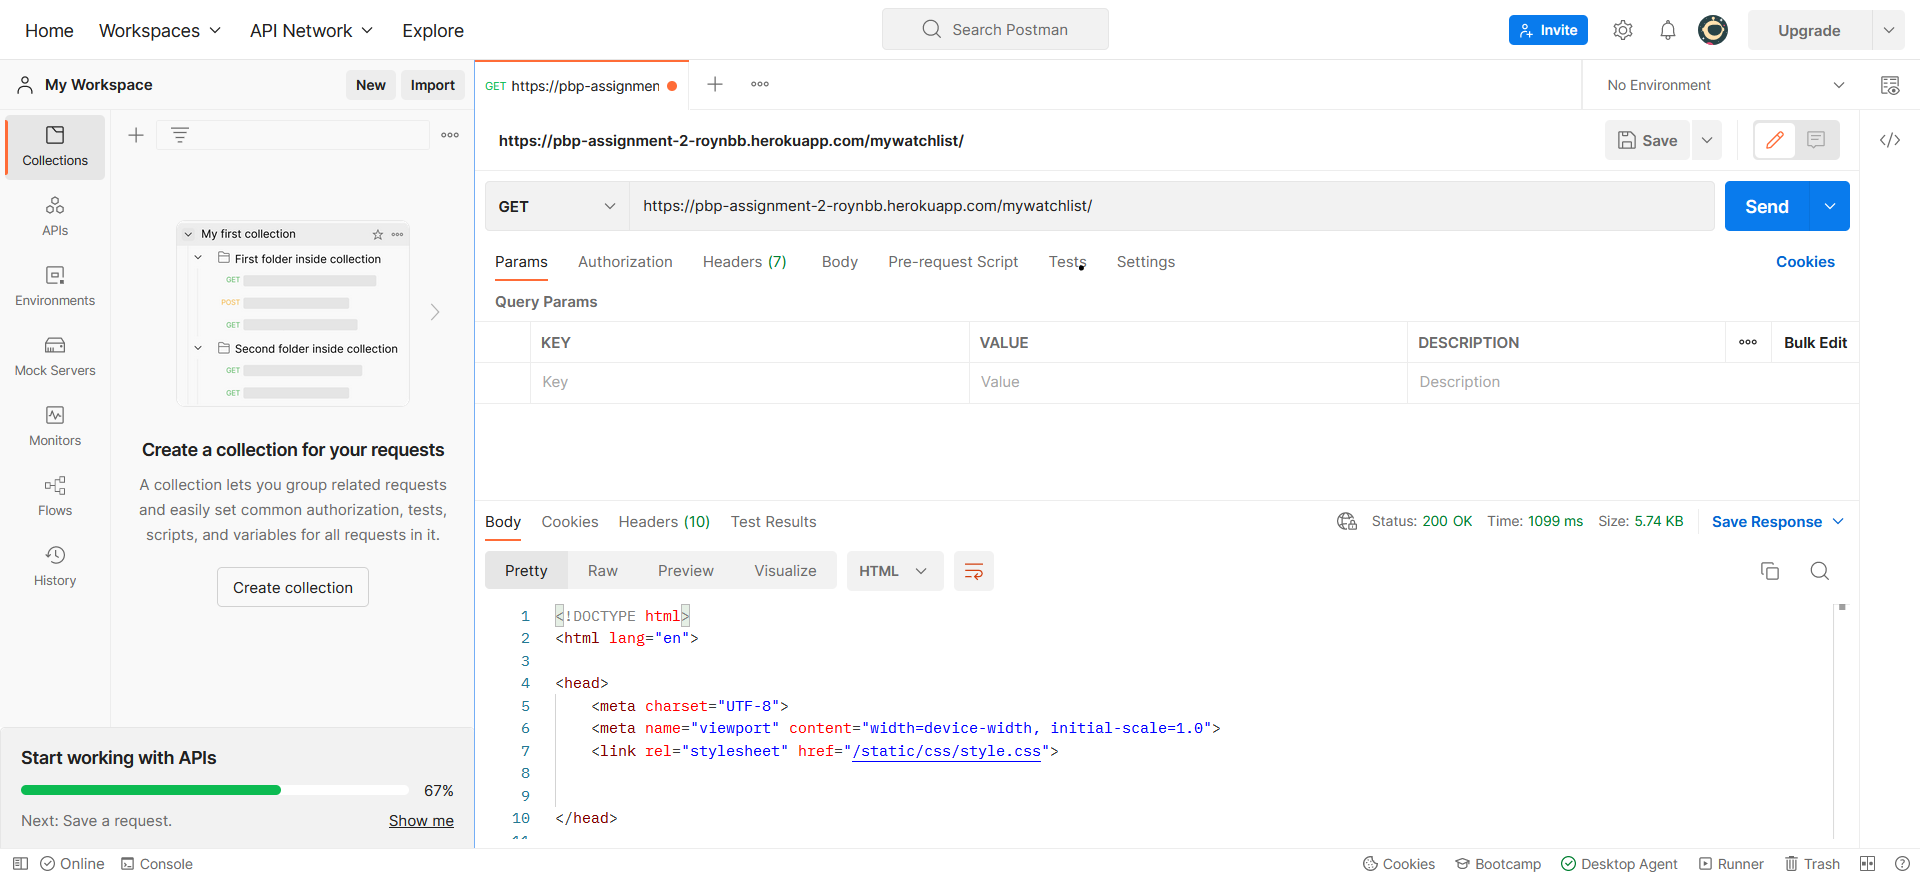 Home Workspaces API Network Explore Search Postman Invite Upgrade
My Workspace New Import GET https://pbp-assignmen No Environment
https://pbp-assignment-2-roynbb.herokuapp.com/mywatchlist/ Save
Collections
APIs
Environments
Mock Servers
Monitors
Flows
History
My first collection
First folder inside collection
GET
POST
GET
Second folder inside collection
GET
GET
Create a collection for your requests
A collection lets you group related requests
and easily set common authorization, tests,
scripts, and variables for all requests in it.
Create collection
Start working with APIs
67%
Next: Save a request. Show me
GET https://pbp-assignment-2-roynbb.herokuapp.com/mywatchlist/ Send
Params Authorization Headers (7) Body Pre-request Script Tests Settings Cookies
Query Params
KEY VALUE DESCRIPTION Bulk Edit
Key Value Description
Body Cookies Headers (10) Test Results Status: 200 OK Time: 1099 ms Size: 5.74 KB Save Response
Pretty Raw Preview Visualize HTML
1 <!DOCTYPE html>
2 <html lang="en">
3
4 <head>
5 <meta charset="UTF-8">
6 <meta name="viewport" content="width=device-width, initial-scale=1.0">
7 <link rel="stylesheet" href="/static/css/style.css">
8
9
10 </head>
11
Online Console Cookies Bootcamp Desktop Agent Runner Trash